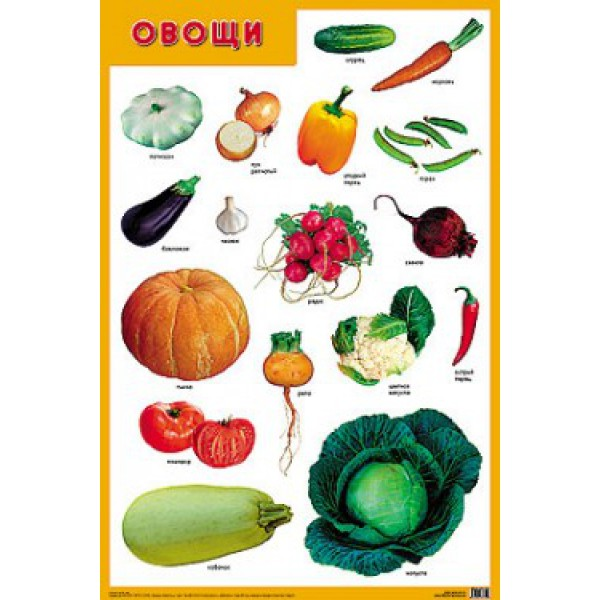 ОВОЩИ
огурец
морковь
патиссон
лук
репчатый
сладкий
перец
горох
баклажан
чеснок
редис
свекла
тыква
репа
цветная
капуста
острый
перец
помидор
кабачок
капуста